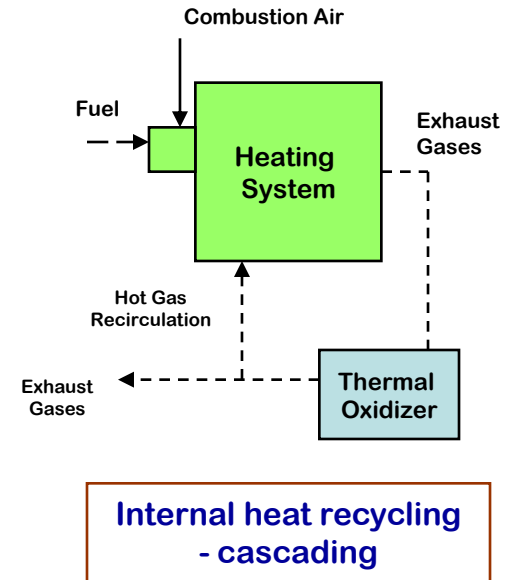 Combustion Air
Fuel
Exhaust
Gases
Heating
System
Hot Gas
Recirculation
Exhaust
Gases
Thermal
Oxidizer
Internal heat recycling
- cascading